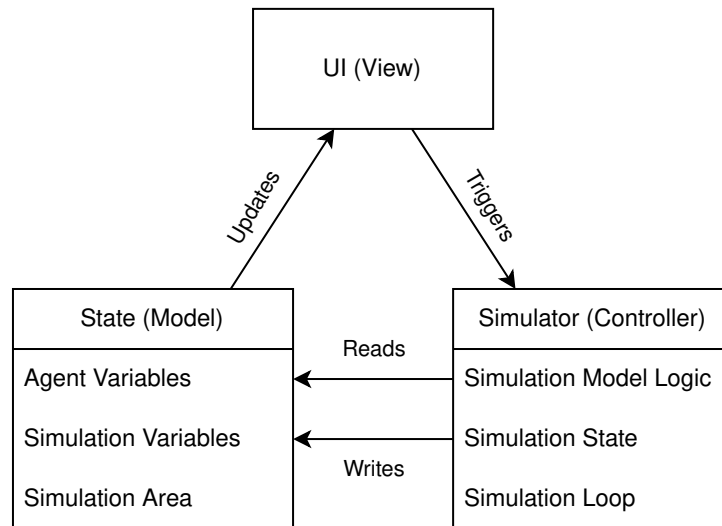 UI (View)
Updates
Triggers
State (Model)
Simulator (Controller)
Reads
Agent Variables
Simulation Model Logic
Simulation Variables
Simulation State
Writes
Simulation Area
Simulation Loop